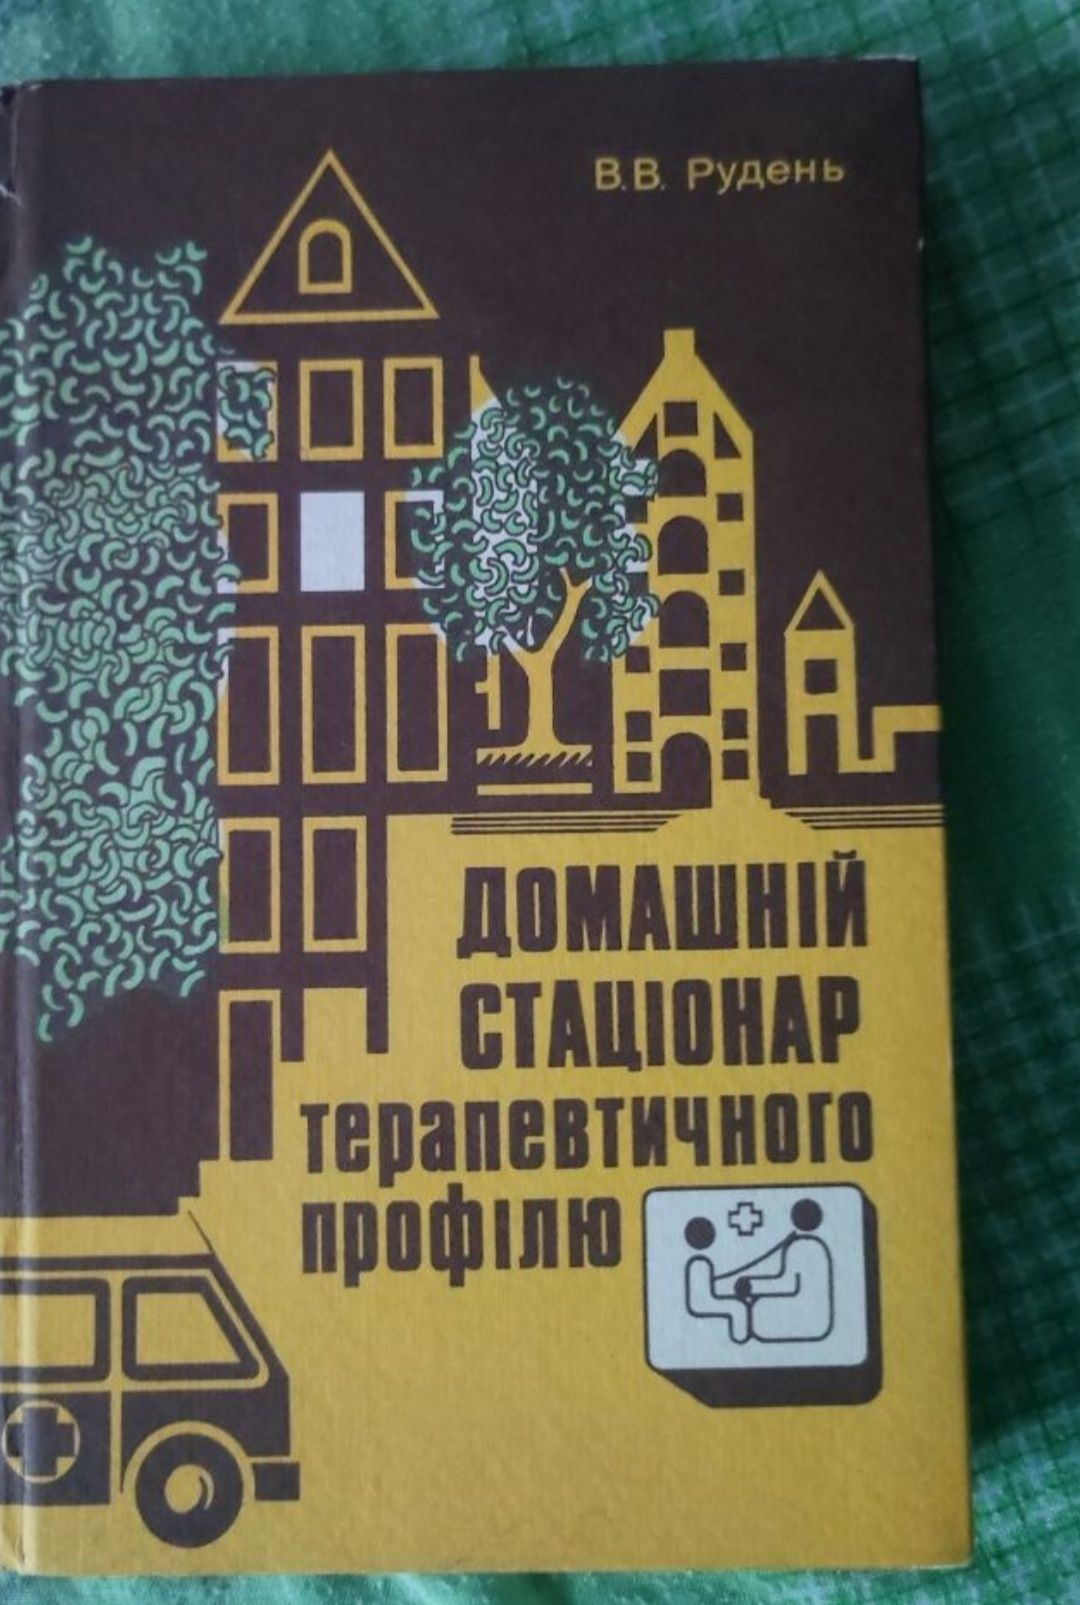 В.В. Рудень
ДОМАШНІЙ
СТАЦІОНАР
терапевтичного
профілю